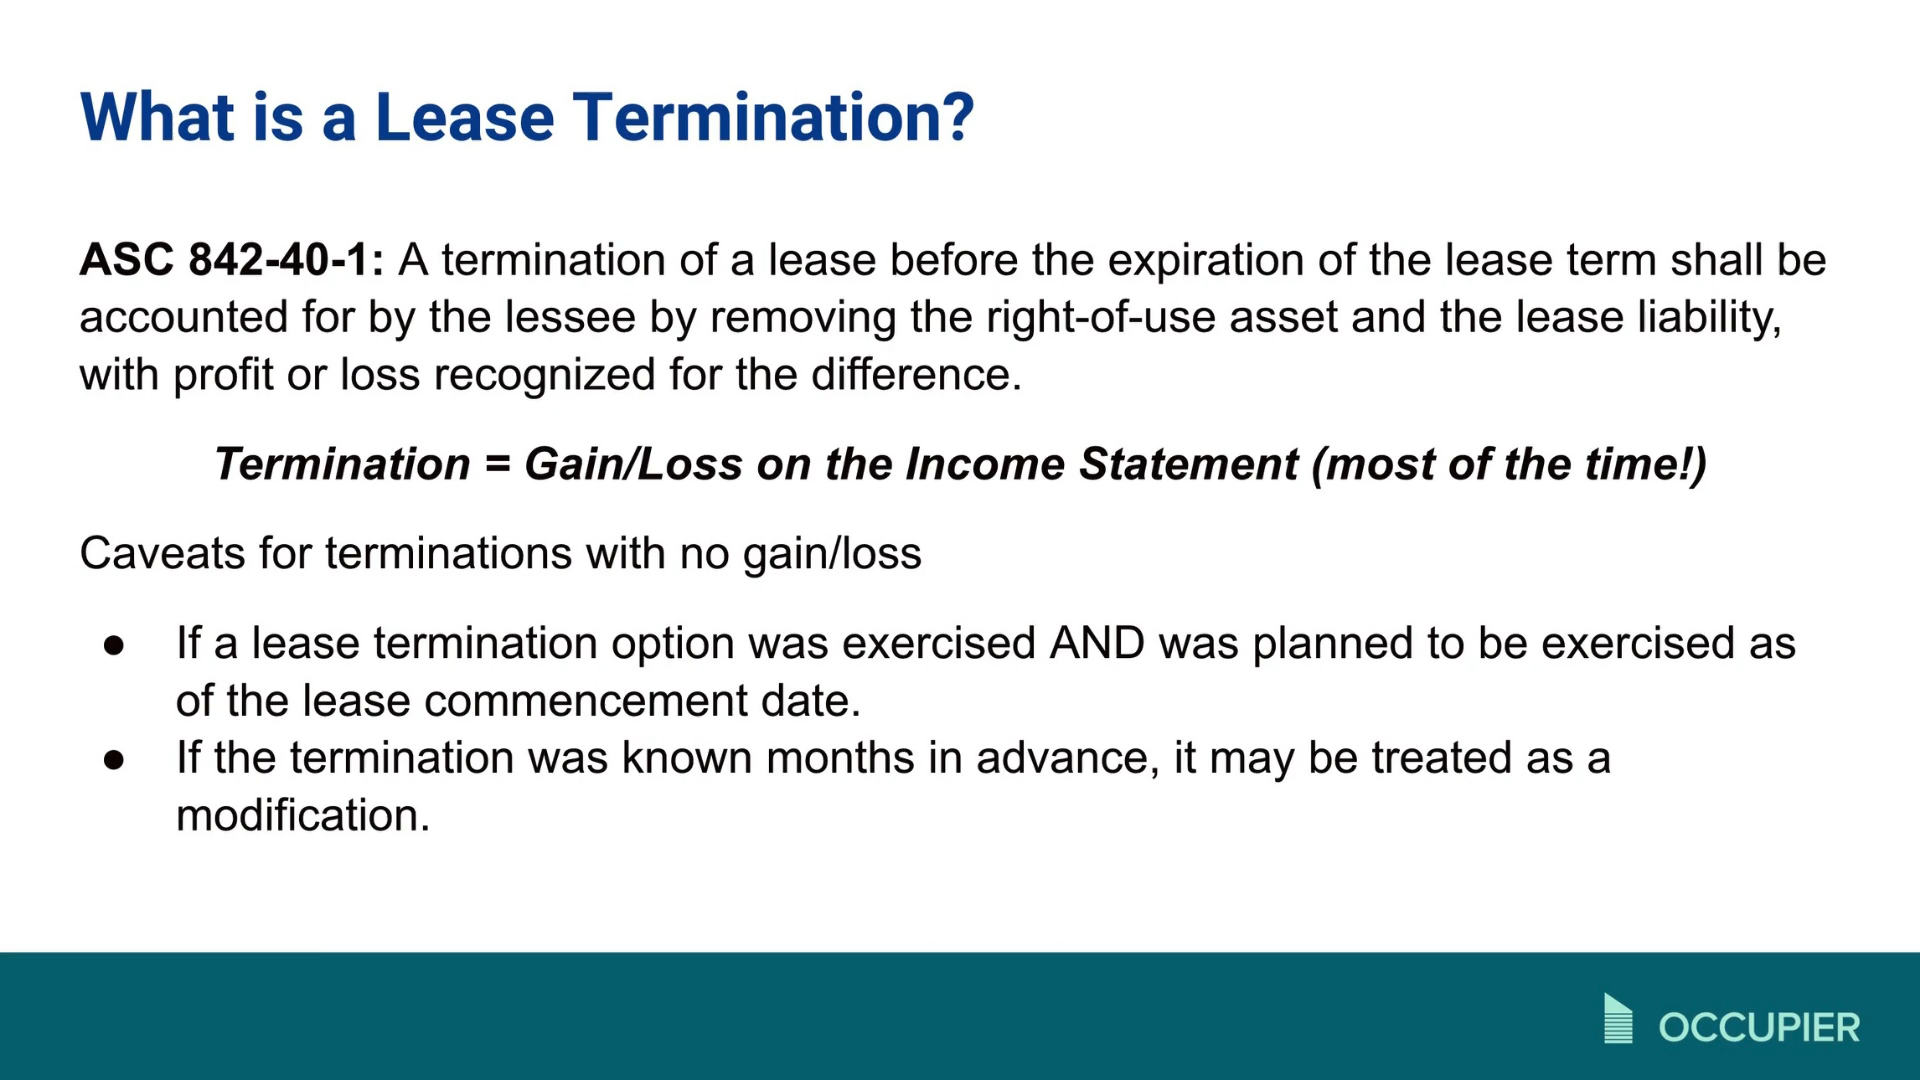 What is a Lease Termination?
ASC 842-40-1: A termination of a lease before the expiration of the lease term shall be
accounted for by the lessee by removing the right-of-use asset and the lease liability,
with profit or loss recognized for the difference.
Termination = Gain/Loss on the Income Statement (most of the time!)
Caveats for terminations with no gain/loss
● If a lease termination option was exercised AND was planned to be exercised as
of the lease commencement date.
● If the termination was known months in advance, it may be treated as a
modification.
OCCUPIER